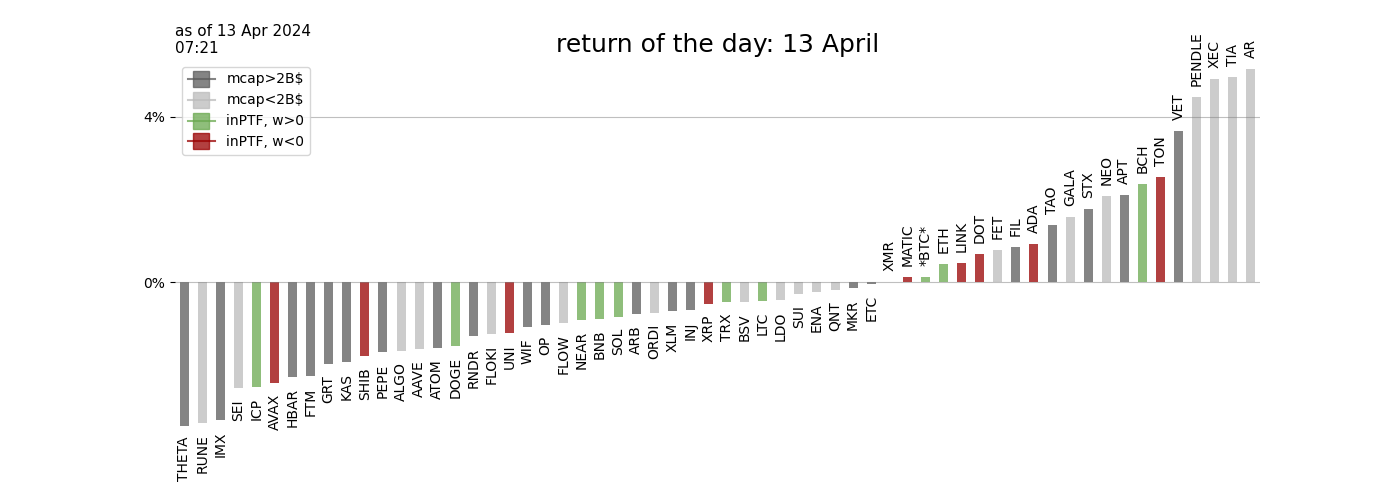 as of 13 Apr 2024
07:21
return of the day: 13 April
mcap>2B$
mcap<2B$
inPTF, w>0
inPTF, w<0
4%
0%
THETA
RUNE
IMX
SEI
ICP
AVAX
HBAR
FTM
GRT
KAS
SHIB
PEPE
ALGO
AAVE
ATOM
DOGE
RNDR
FLOKI
UNI
WIF
OP
FLOW
NEAR
BNB
SOL
ARB
ORDI
XLM
INJ
XRP
TRX
BSV
LTC
LDO
SUI
ENA
QNT
MKR
ETC
XMR
MATIC
*BTC*
ETH
LINK
DOT
FET
FIL
ADA
TAO
GALA
STX
NEO
APT
BCH
TON
VET
PENDLE
XEC
TIA
AR